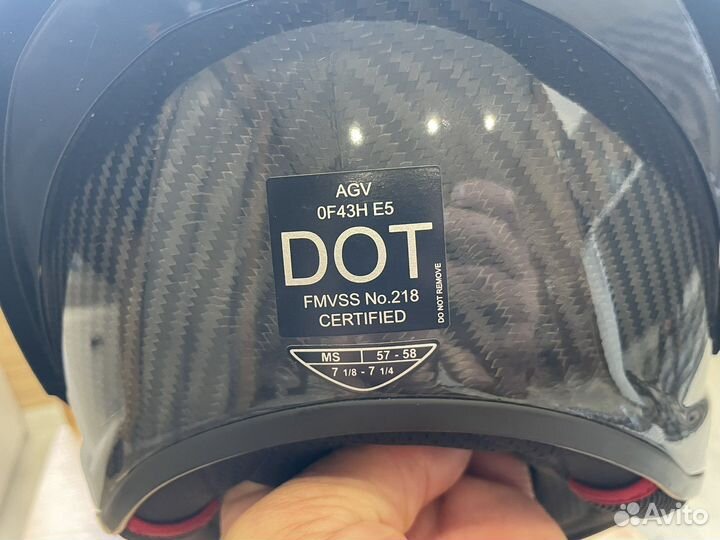 AGV
0F43H E5
DOT
FMVSS No.218
CERTIFIED
DO NOT REMOVE
MS 57 - 58
7 1/8 - 7 1/4
Avito